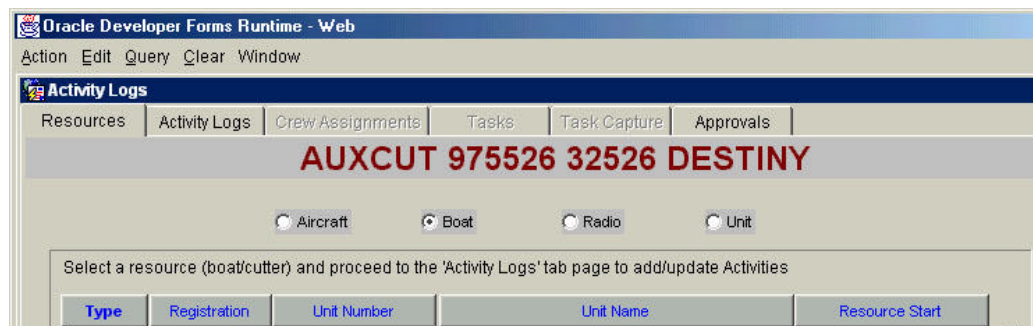 Oracle Developer Forms Runtime - Web
Action Edit Query Clear Window
Activity Logs
Resources Activity Logs Crew Assignments Tasks Task Capture Approvals
AUXCUT 975526 32526 DESTINY
Aircraft Boat Radio Unit
Select a resource (boat/cutter) and proceed to the 'Activity Logs' tab page to add/update Activities
Type Registration Unit Number Unit Name Resource Start